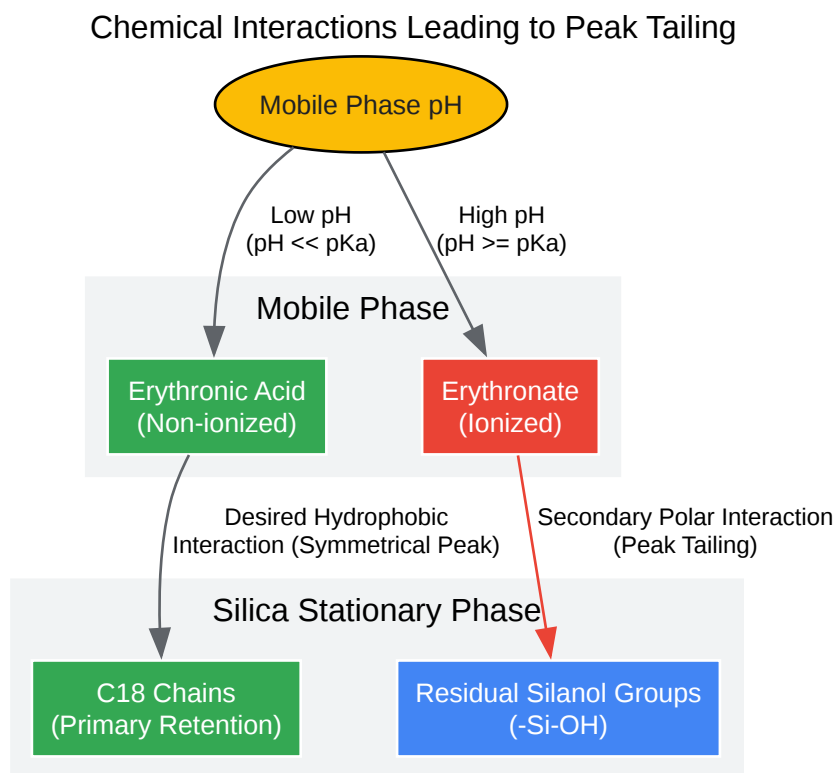 Chemical Interactions Leading to Peak Tailing
Mobile Phase pH
Low pH
(pH << pKa)
High pH
(pH >= pKa)
Mobile Phase
Erythronic Acid
(Non-ionized)
Erythronate
(Ionized)
Desired Hydrophobic
Interaction (Symmetrical Peak)
Secondary Polar Interaction
(Peak Tailing)
Silica Stationary Phase
C18 Chains
(Primary Retention)
Residual Silanol Groups
(-Si-OH)